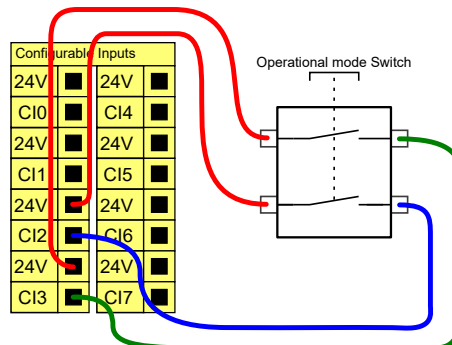 Configurable Inputs
Operational mode Switch
24V 24V
CI0 CI4
24V 24V
CI1 CI5
24V 24V
CI2 CI6
24V 24V
CI3 CI7